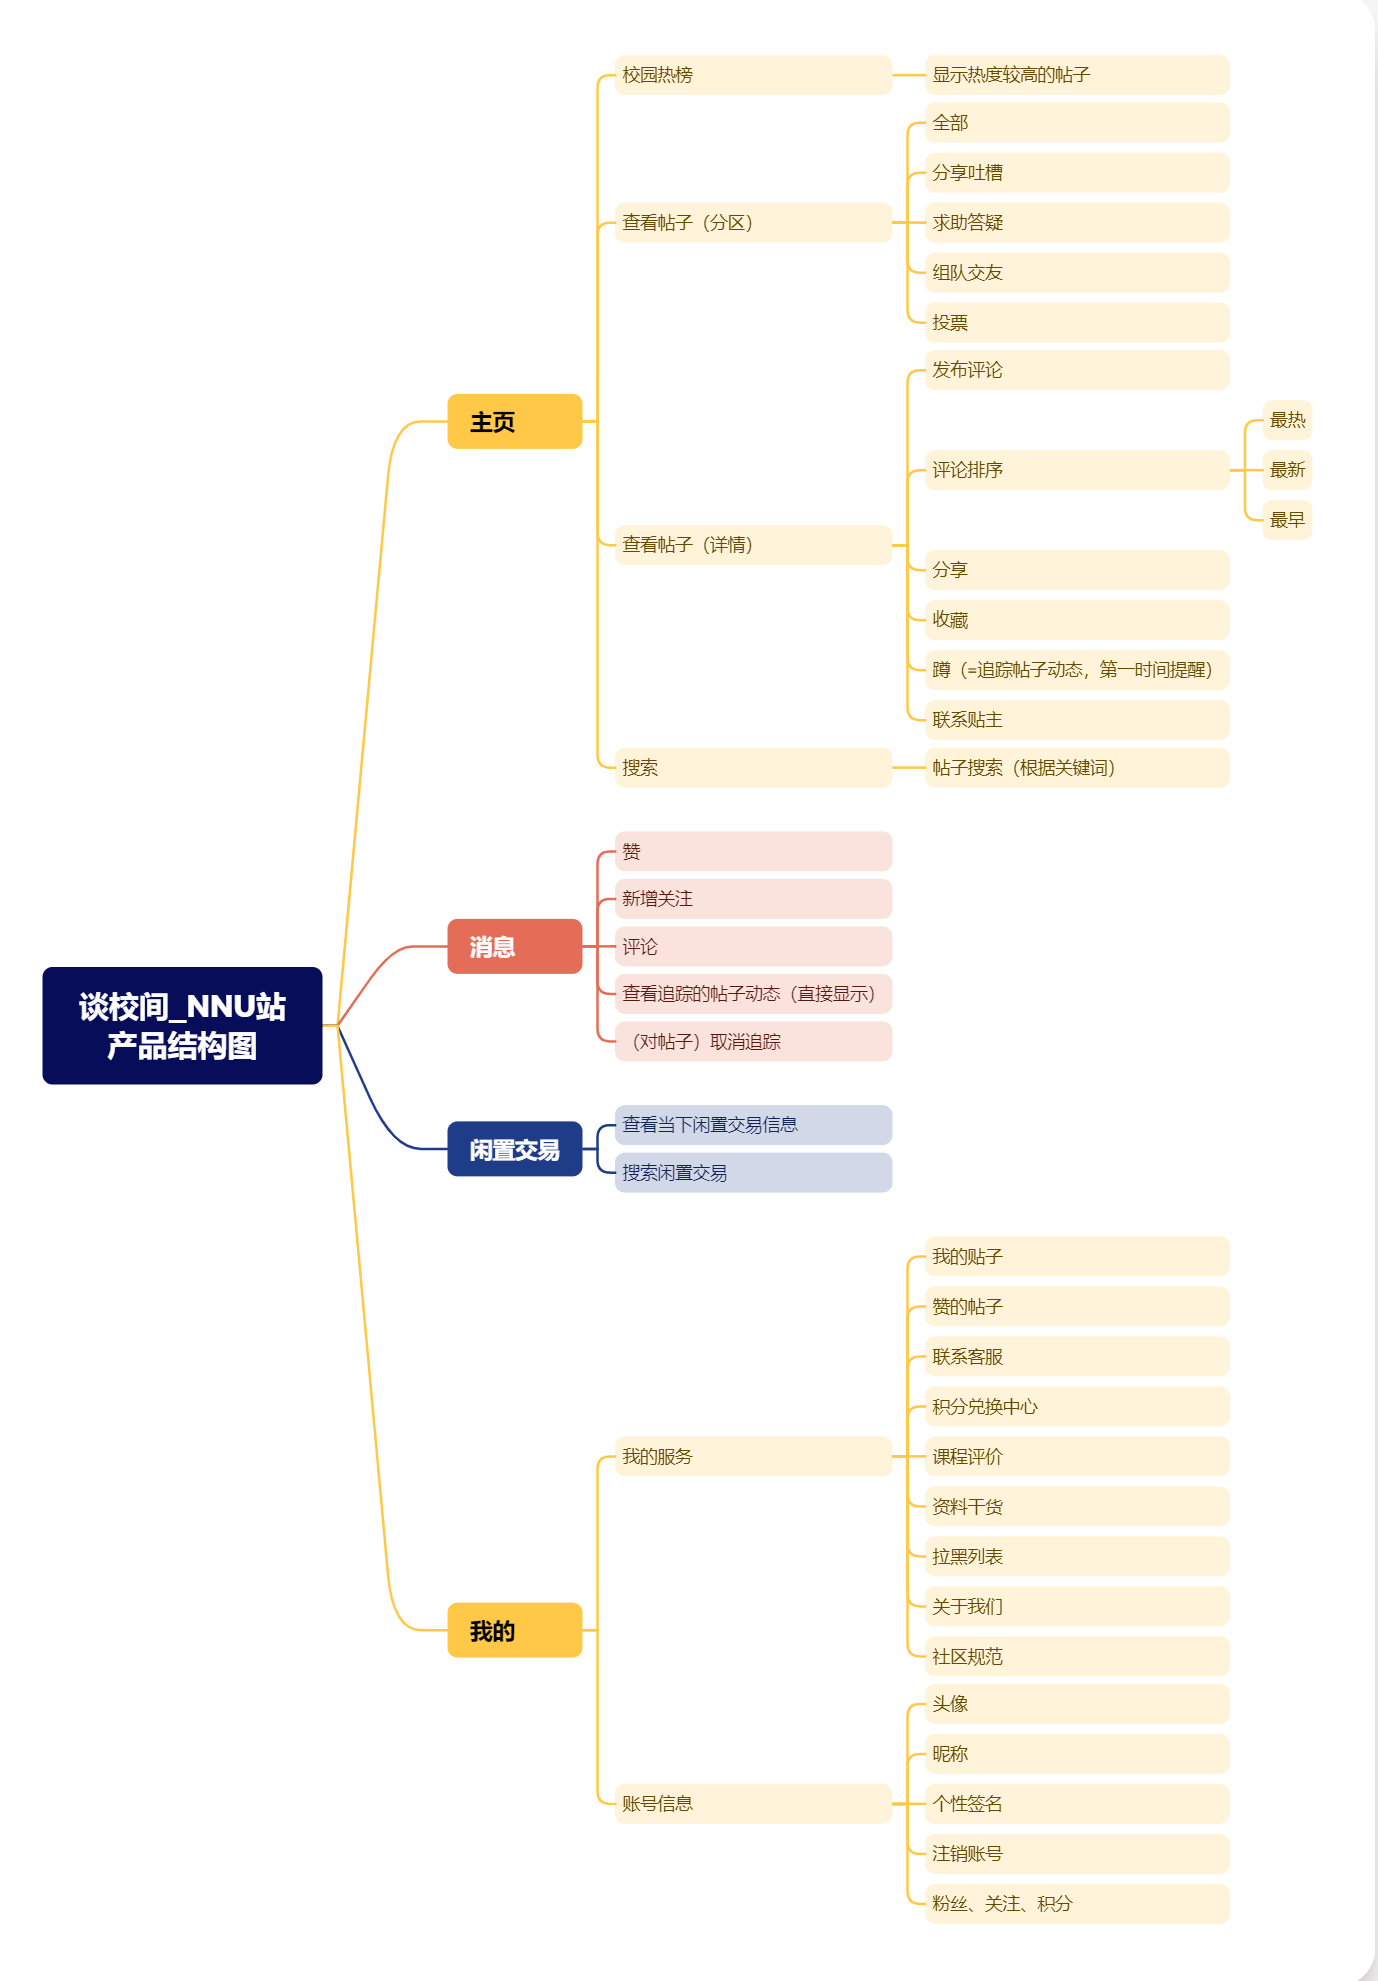 谈校间_NNU站
产品结构图
主页
校园热榜
显示热度较高的帖子
查看帖子（分区）
全部
分享吐槽
求助答疑
组队交友
投票
查看帖子（详情）
发布评论
评论排序
最热
最新
最早
分享
收藏
蹲（=追踪帖子动态，第一时间提醒）
联系贴主
搜索
帖子搜索（根据关键词）
消息
赞
新增关注
评论
查看追踪的帖子动态（直接显示）
（对帖子）取消追踪
闲置交易
查看当下闲置交易信息
搜索闲置交易
我的
我的服务
我的贴子
赞的帖子
联系客服
积分兑换中心
课程评价
资料干货
拉黑列表
关于我们
社区规范
账号信息
头像
昵称
个性签名
注销账号
粉丝、关注、积分